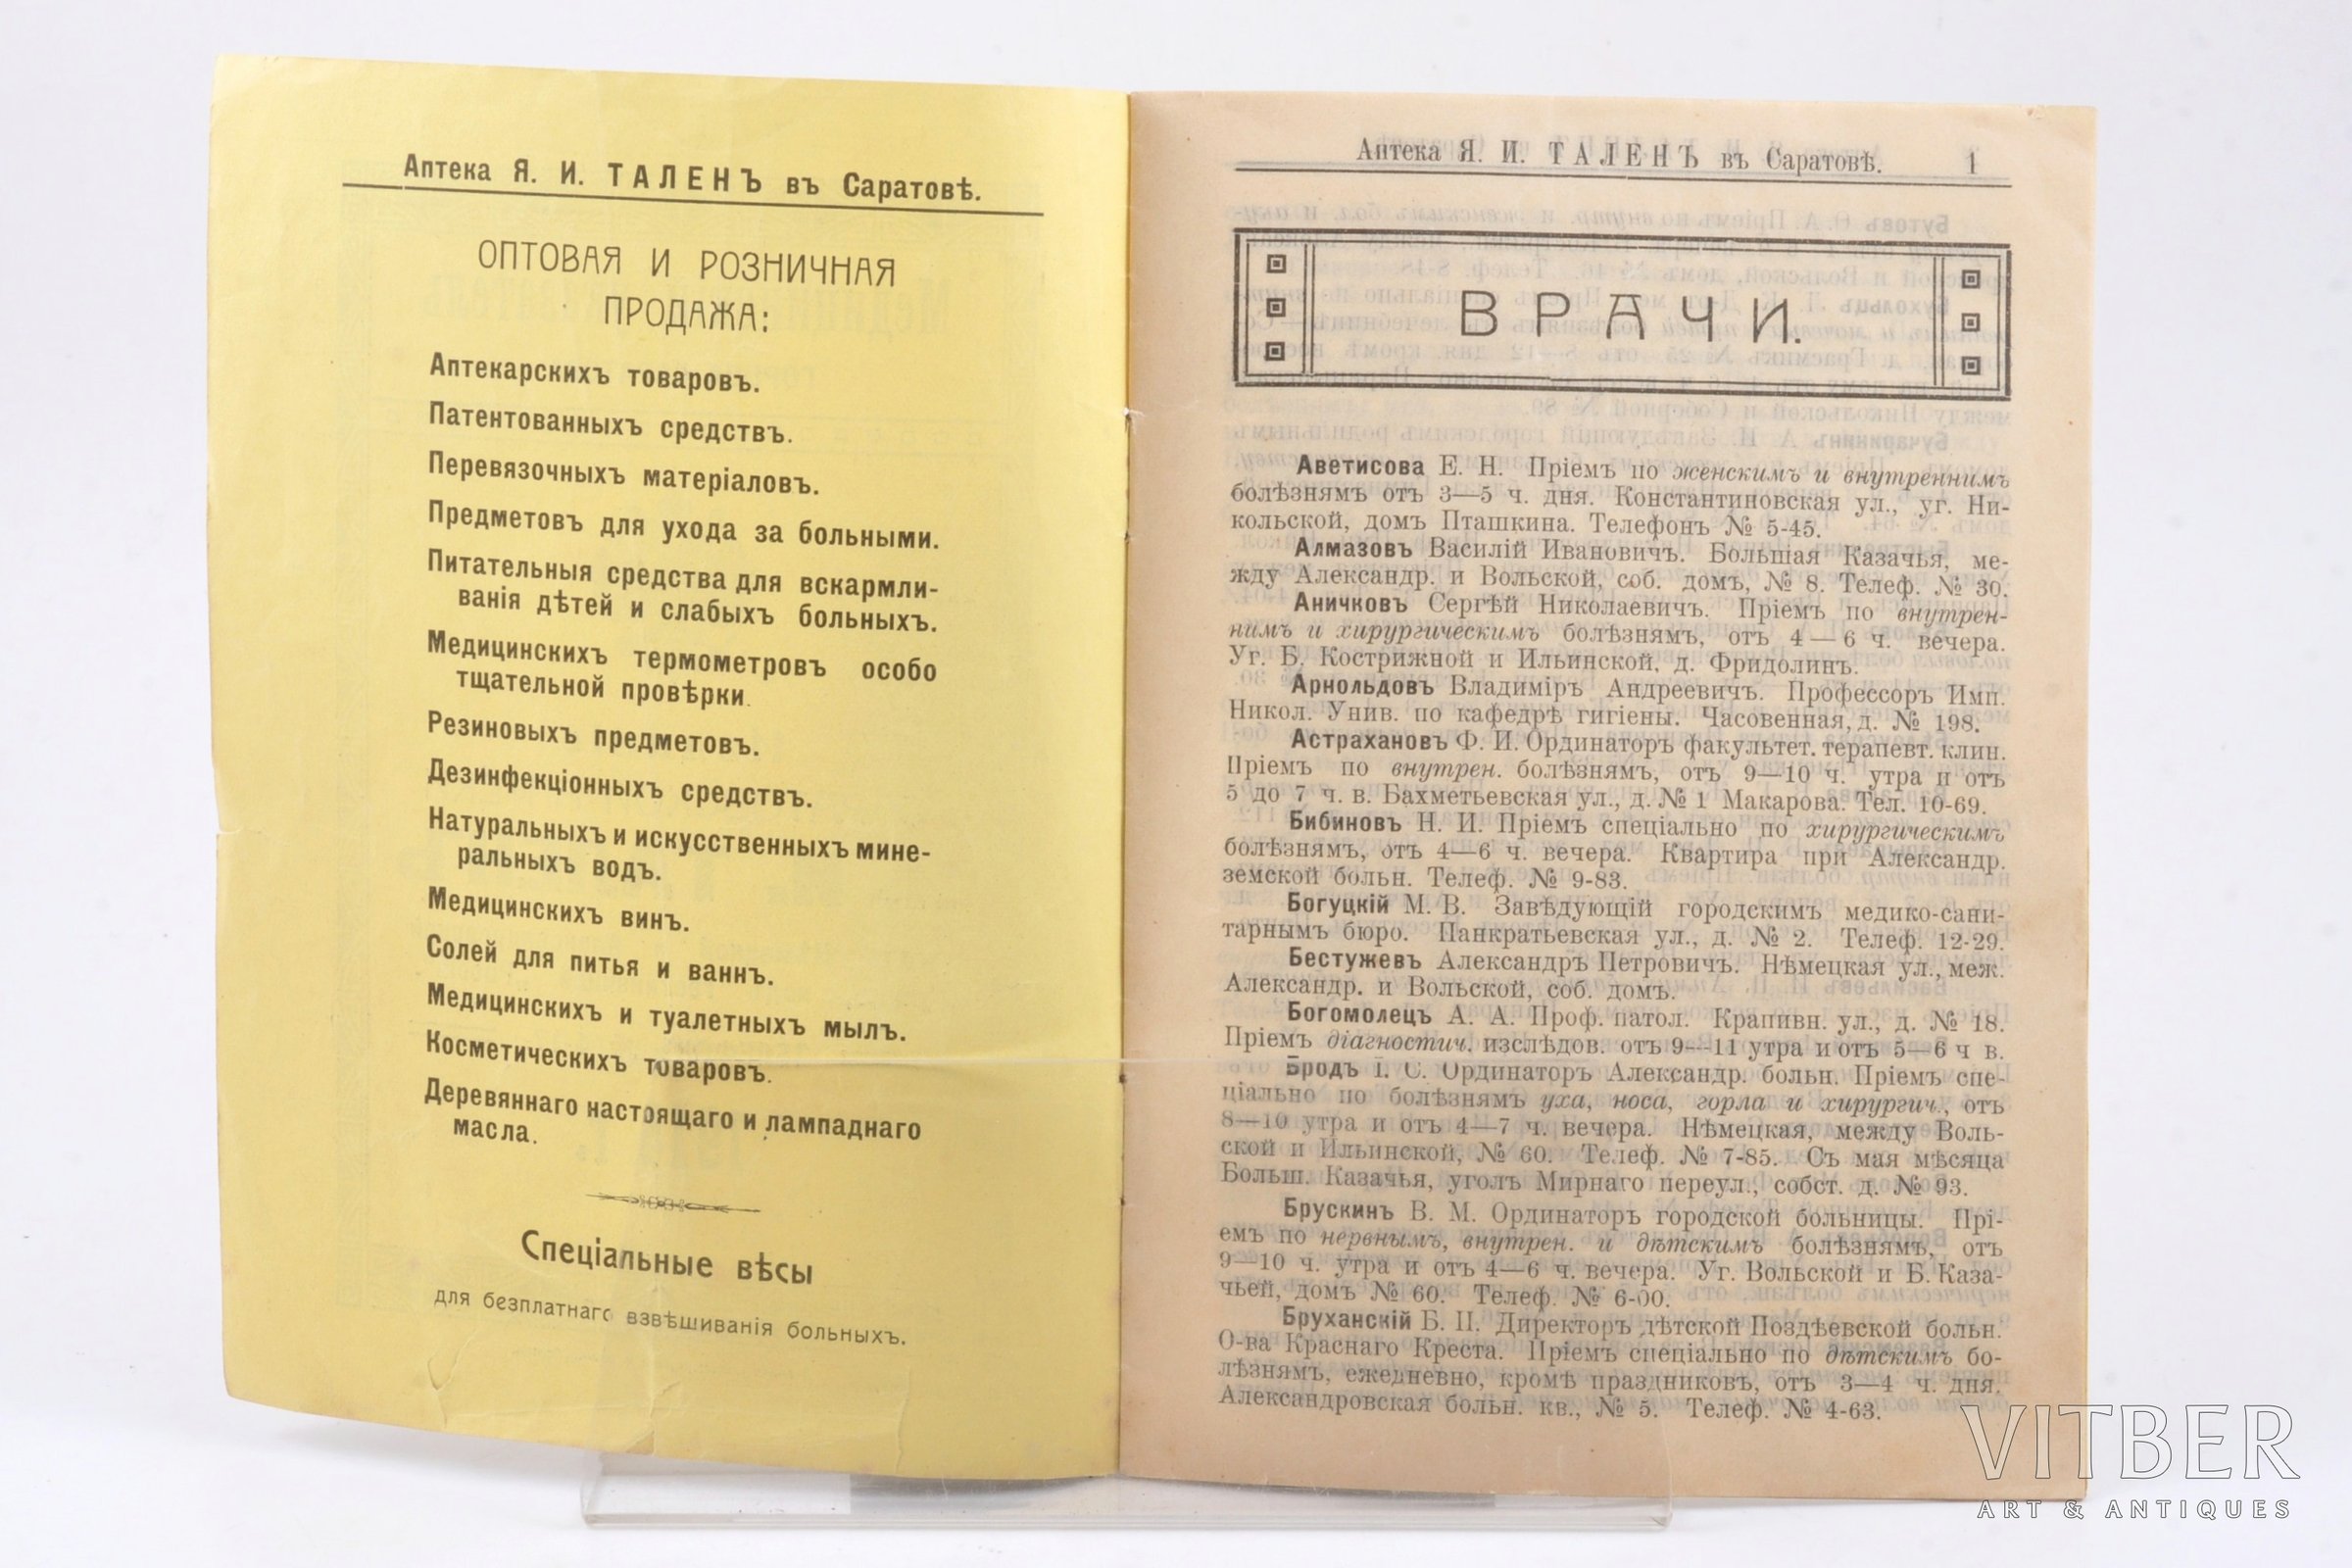 Аптека Я. И. ТАЛЕНЪ въ Саратовѣ.
ОПТОВАЯ И РОЗНИЧНАЯ
ПРОДАЖА:
Аптекарскихъ товаровъ.
Патентованныхъ средствъ.
Перевязочныхъ матеріаловъ.
Предметовъ для ухода за больными.
Питательныя средства для вскармли-
ванія дѣтей и слабыхъ больныхъ.
Медицинскихъ термометровъ особо
тщательной провѣрки.
Резиновыхъ предметовъ.
Дезинфекціонныхъ средствъ.
Натуральныхъ и искусственныхъ мине-
ральныхъ водъ.
Медицинскихъ винъ.
Солей для питья и ваннъ.
Медицинскихъ и туалетныхъ мылъ.
Косметическихъ товаровъ.
Деревяннаго настоящаго и лампаднаго
масла.
Спеціальные вѣсы
для безплатнаго взвѣшиванія больныхъ.
Аптека Я. И. ТАЛЕНЪ въ Саратовѣ. 1
ВРАЧИ.
Аветисова Е. Н. Пріемъ по женскимъ и внутреннимъ
болѣзнямъ отъ 3—5 ч. дня. Константиновская ул., уг. Ни-
кольской, домъ Пташкина. Телефонъ № 5-45.
Алмазовъ Василій Ивановичъ. Большая Казачья, ме-
жду Александр. и Вольской, соб. домъ, № 8. Телеф. № 30.
Аничковъ Сергѣй Николаевичъ. Пріемъ по внутрен-
нимъ и хирургическимъ болѣзнямъ, отъ 4—6 ч. вечера.
Уг. Б. Кострижной и Ильинской, д. Фридолинъ.
Арнольдовъ Владиміръ Андреевичъ. Профессоръ Имп.
Никол. Унив. по кафедрѣ гигіены. Часовенная, д. № 198.
Астрахановъ Ф. И. Ординаторъ факультет. терапевт. клин.
Пріемъ по внутрен. болѣзнямъ, отъ 9—10 ч. утра и отъ
5 до 7 ч. в. Бахметьевская ул., д. № 1 Макарова. Тел. 10-69.
Бибиновъ Н. И. Пріемъ спеціально по хирургическимъ
болѣзнямъ, отъ 4—6 ч. вечера. Квартира при Александр.
земской больн. Телеф. № 9-83.
Богуцкій М. В. Завѣдующій городскимъ медико-сани-
тарнымъ бюро. Панкратьевская ул., д. № 2. Телеф. 12-29.
Бестужевъ Александръ Петровичъ. Нѣмецкая ул., меж.
Александр. и Вольской, соб. домъ.
Богомолецъ А. А. Проф. патол. Крапивн. ул., д. № 18.
Пріемъ діагностич. изслѣдов. отъ 9—11 утра и отъ 5—6 ч в.
Бродъ І. С. Ординаторъ Александр. больн. Пріемъ спе-
ціально по болѣзнямъ уха, носа, горла и хирургич., отъ
8—10 утра и отъ 4—7 ч. вечера. Нѣмецкая, между Воль-
ской и Ильинской, № 60. Телеф. № 7-85. Съ мая мѣсяца
Больш. Казачья, уголъ Мирнаго переул., собст. д. № 93.
Брускинъ В. М. Ординаторъ городской больницы. Прі-
емъ по нервнымъ, внутрен. и дѣтскимъ болѣзнямъ, отъ
9—10 ч. утра и отъ 4—6 ч. вечера. Уг. Вольской и Б. Каза-
чьей, домъ № 60. Телеф. № 6-00.
Бруханскій Б. П. Директоръ дѣтской Поздѣевской больн.
О-ва Краснаго Креста. Пріемъ спеціально по дѣтскимъ бо-
лѣзнямъ, ежедневно, кромѣ праздниковъ, отъ 3—4 ч. дня.
Александровская больн. кв., № 5. Телеф. № 4-63.
VITBER
ART & ANTIQUES